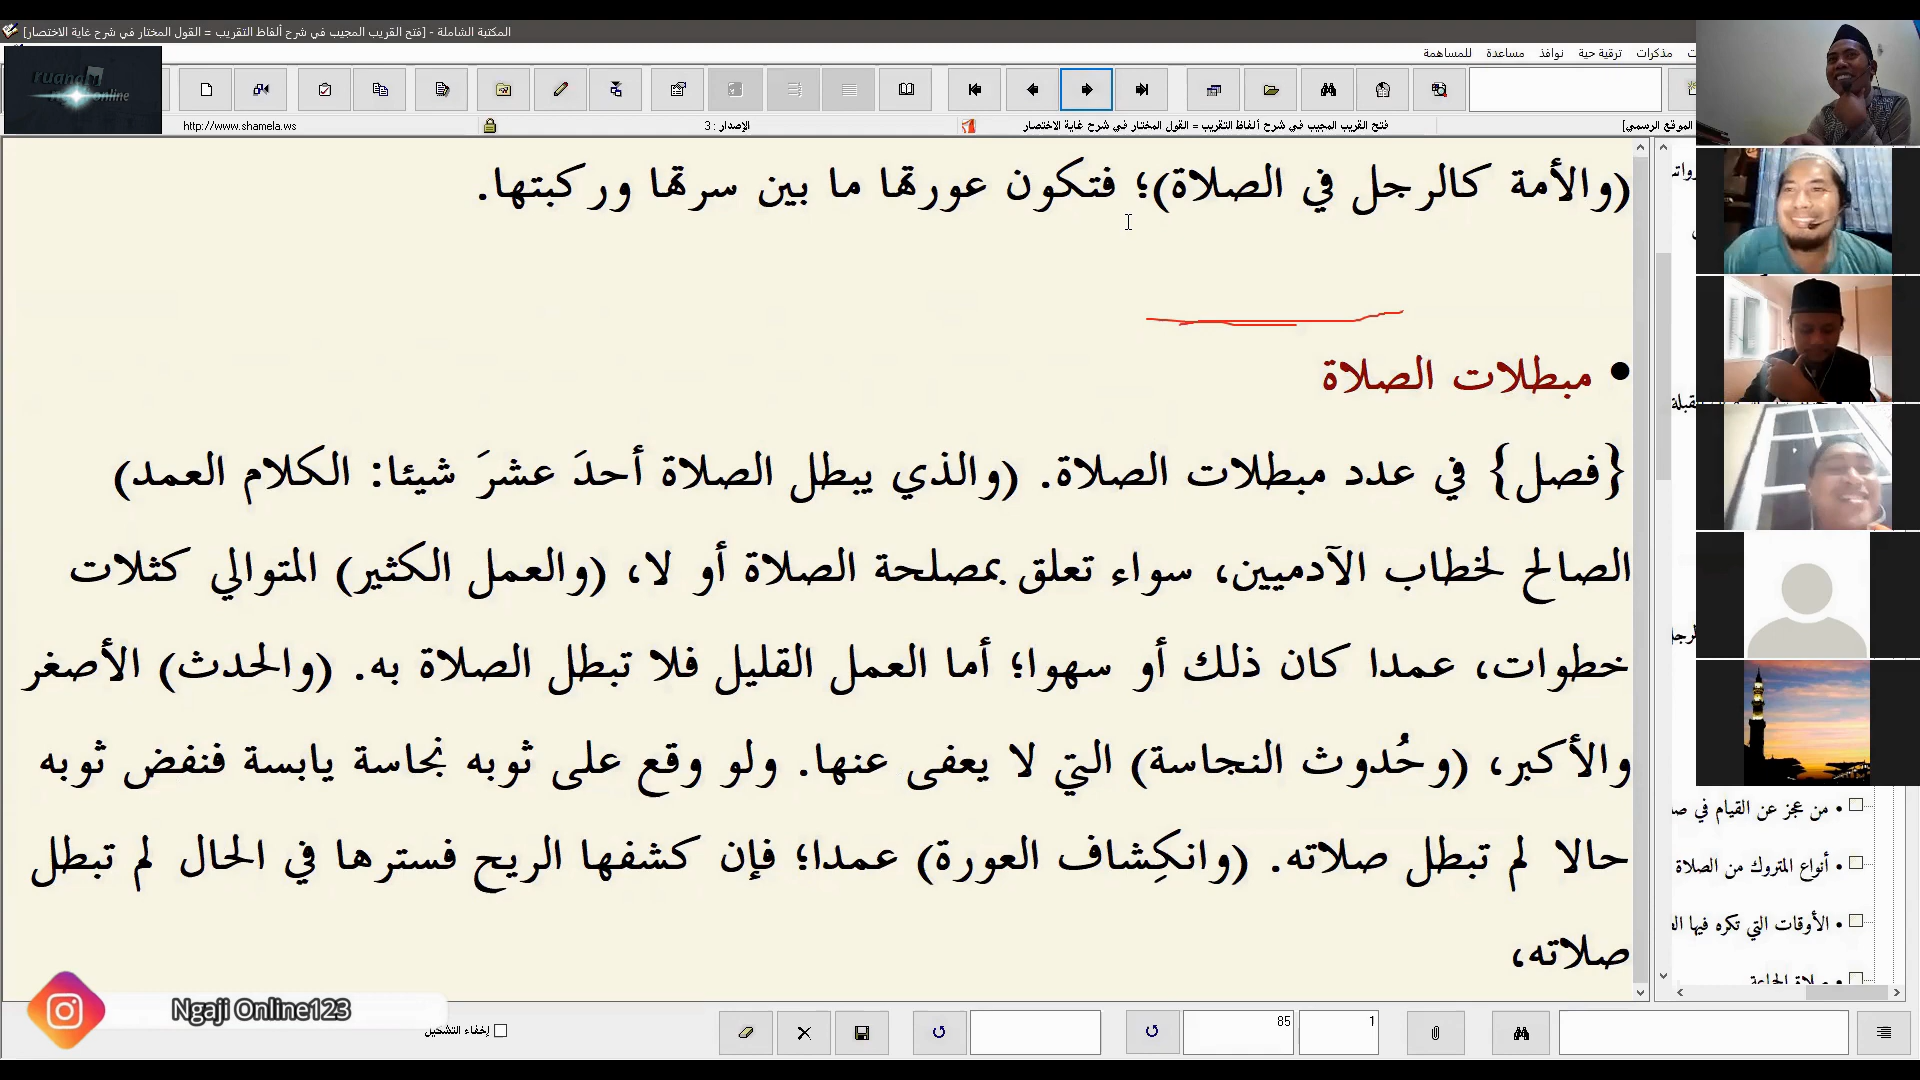 المكتبة الشاملة - [فتح القريب المجيب في شرح ألفاظ التقريب = القول المختار في شرح غاية الاختصار]
مذكرات ترقية حية نوافذ مساعدة للمساهمة
الموقع الرسمي] فتح القريب المجيب في شرح ألفاظ التقريب = القول المختار في شرح غاية الاختصار الإصدار : 3 http://www.shamela.ws
(والأمة كالرجل في الصلاة)؛ فتكون عورتها ما بين سرتها وركبتها.
• مبطلات الصلاة
{فصل} في عدد مبطلات الصلاة. (والذي يبطل الصلاة أحدَ عشرَ شيئا: الكلام العمد)
الصالح لخطاب الآدميين، سواء تعلق بمصلحة الصلاة أو لا، (والعمل الكثير) المتوالي كثلات
خطوات، عمدا كان ذلك أو سهوا؛ أما العمل القليل فلا تبطل الصلاة به. (والحدث) الأصغر
والأكبر، (وحُدوث النجاسة) التي لا يعفى عنها. ولو وقع على ثوبه نجاسة يابسة فنفض ثوبه
حالا لم تبطل صلاته. (وانكِشاف العورة) عمدا؛ فإن كشفها الريح فسترها في الحال لم تبطل
صلاته،
• من عجز عن القيام في
• أنواع المتروك من الصلاة
• الأوقات التي تكره فيها
صلاة الجماعة
Ngaji Online123
إخفاء التشكيل
85
1